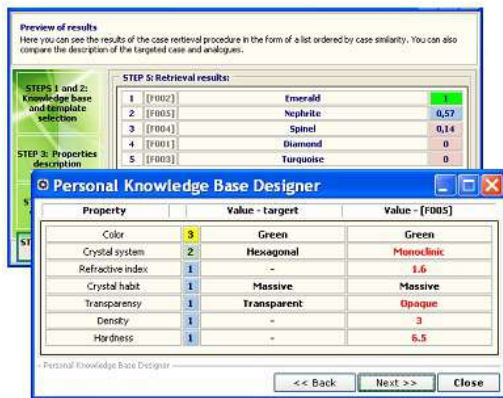 Preview of results
Here you can see the results of the case rertieval procedure in the form of a list ordered by case similarity. You can also
compare the description of the targeted case and analogues.
STEPS 1 and 2:
Knowledge base
and template
selection
STEP 3: Properties
description
STEP 5: Retrieval results:
1 [F002] Emerald 1
2 [F005] Nephrite 0,57
3 [F004] Spinel 0,14
4 [F001] Diamond 0
5 [F003] Turquoise 0
Personal Knowledge Base Designer
Property Value - targert Value - [F005]
Color 3 Green Green
Crystal system 2 Hexagonal Monoclinic
Refractive index 1 - 1.6
Crystal habit 1 Massive Massive
Transparensy 1 Transparent Opaque
Density 1 - 3
Hardness 1 - 6.5
Personal Knowledge Base Designer
<< Back Next >> Close